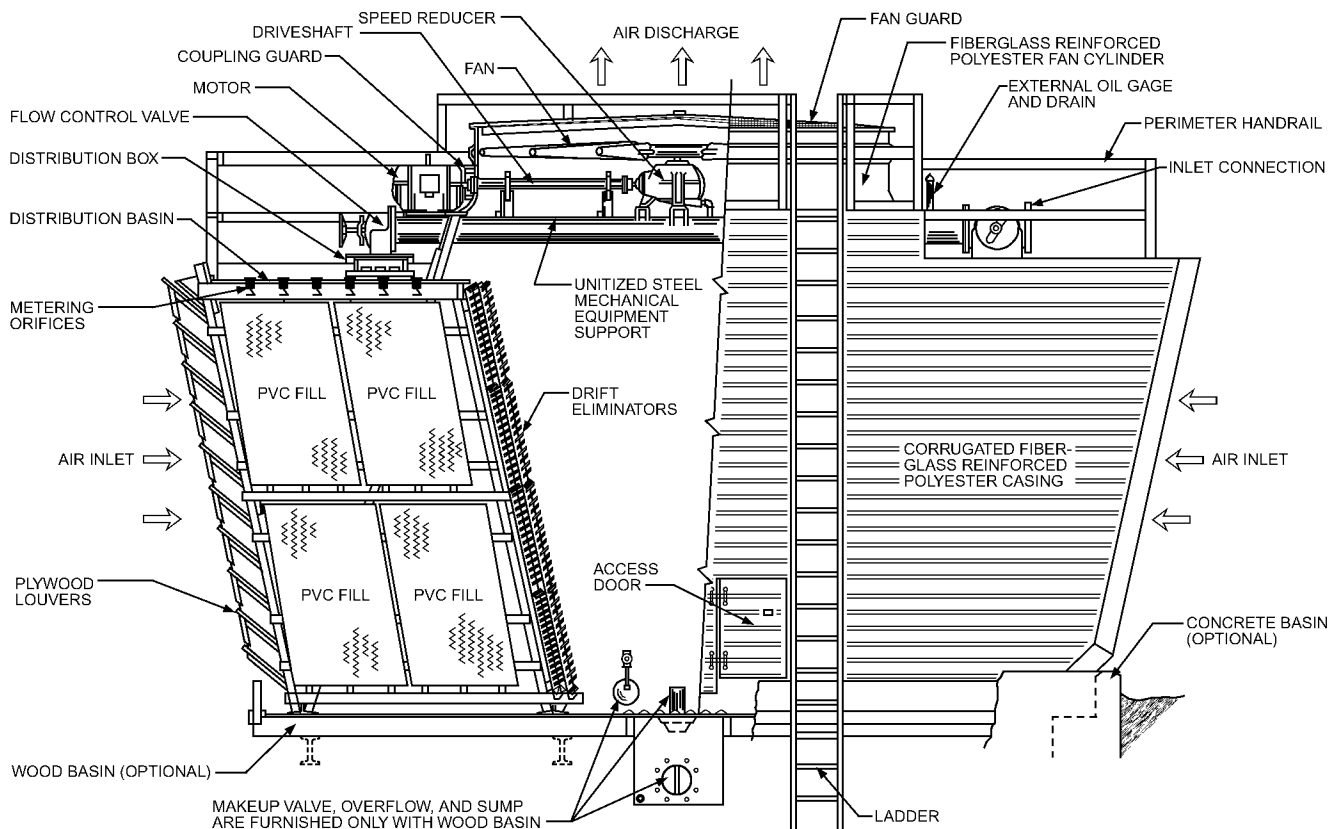 SPEED REDUCER
DRIVESHAFT
COUPLING GUARD
MOTOR
FLOW CONTROL VALVE
DISTRIBUTION BOX
DISTRIBUTION BASIN
FAN
AIR DISCHARGE
FAN GUARD
FIBERGLASS REINFORCED
POLYESTER FAN CYLINDER
EXTERNAL OIL GAGE
AND DRAIN
PERIMETER HANDRAIL
INLET CONNECTION
METERING
ORIFICES
UNITIZED STEEL
MECHANICAL
EQUIPMENT
SUPPORT
PVC FILL
PVC FILL
DRIFT
ELIMINATORS
AIR INLET
CORRUGATED FIBER-
GLASS REINFORCED
POLYESTER CASING
AIR INLET
PLYWOOD
LOUVERS
PVC FILL
PVC FILL
ACCESS
DOOR
CONCRETE BASIN
(OPTIONAL)
WOOD BASIN (OPTIONAL)
MAKEUP VALVE, OVERFLOW, AND SUMP
ARE FURNISHED ONLY WITH WOOD BASIN
LADDER